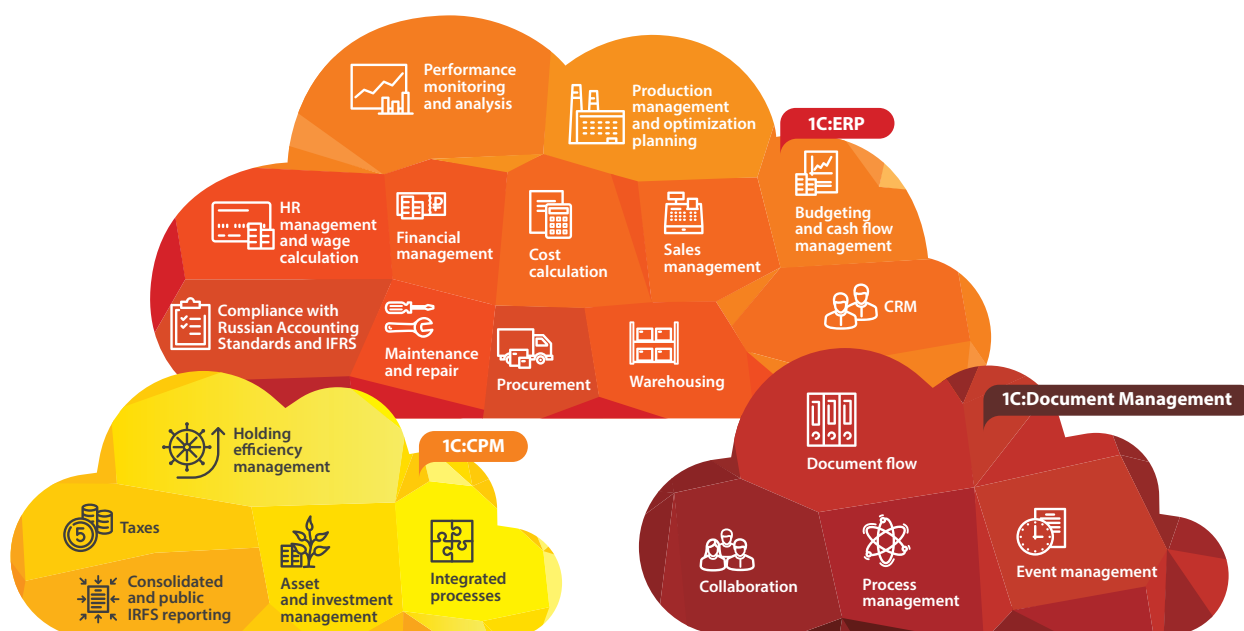 Performance
monitoring
and analysis
Production
management
and optimization
planning
1C:ERP
HR
management
and wage
calculation
Financial
management
Cost
calculation
Sales
management
Budgeting
and cash flow
management
Compliance with
Russian Accounting
Standards and IFRS
Maintenance
and repair
Procurement
Warehousing
CRM
1C:CPM
Holding
efficiency
management
5
Taxes
Consolidated
and public
IRFS reporting
Asset
and investment
management
Integrated
processes
1C:Document Management
Document flow
Collaboration
Process
management
Event management